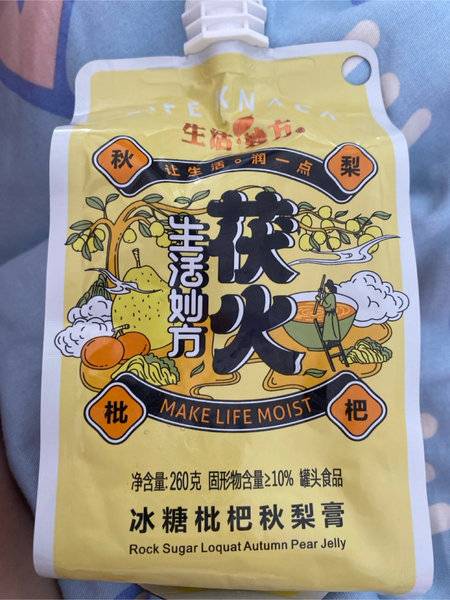 生活妙方
秋
让生活。润一点
梨
茯火
生活妙方
枇
MAKE LIFE MOIST
杷
净含量:260克 固形物含量≥10% 罐头食品
冰糖枇杷秋梨膏
Rock Sugar Loquat Autumn Pear Jelly